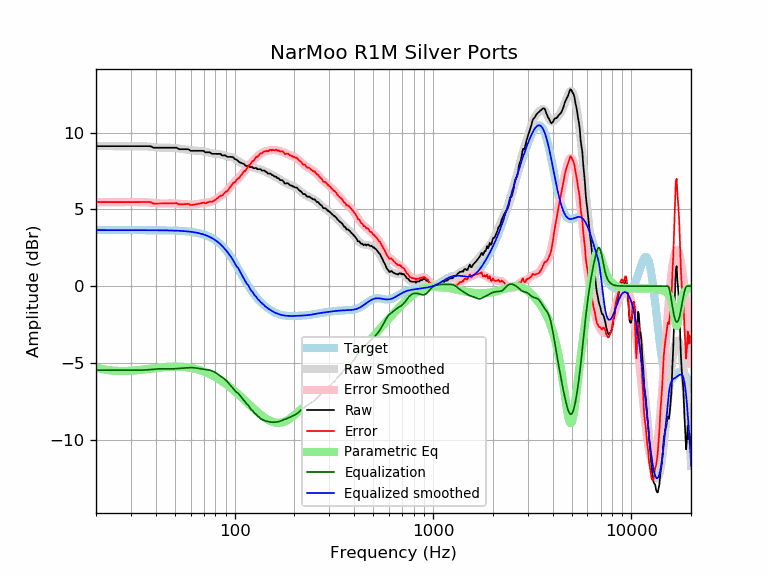 NarMoo R1M Silver Ports
Amplitude (dBr)
10
5
0
−5
−10
Target
Raw Smoothed
Error Smoothed
Raw
Error
Parametric Eq
Equalization
Equalized smoothed
100
1000
10000
Frequency (Hz)